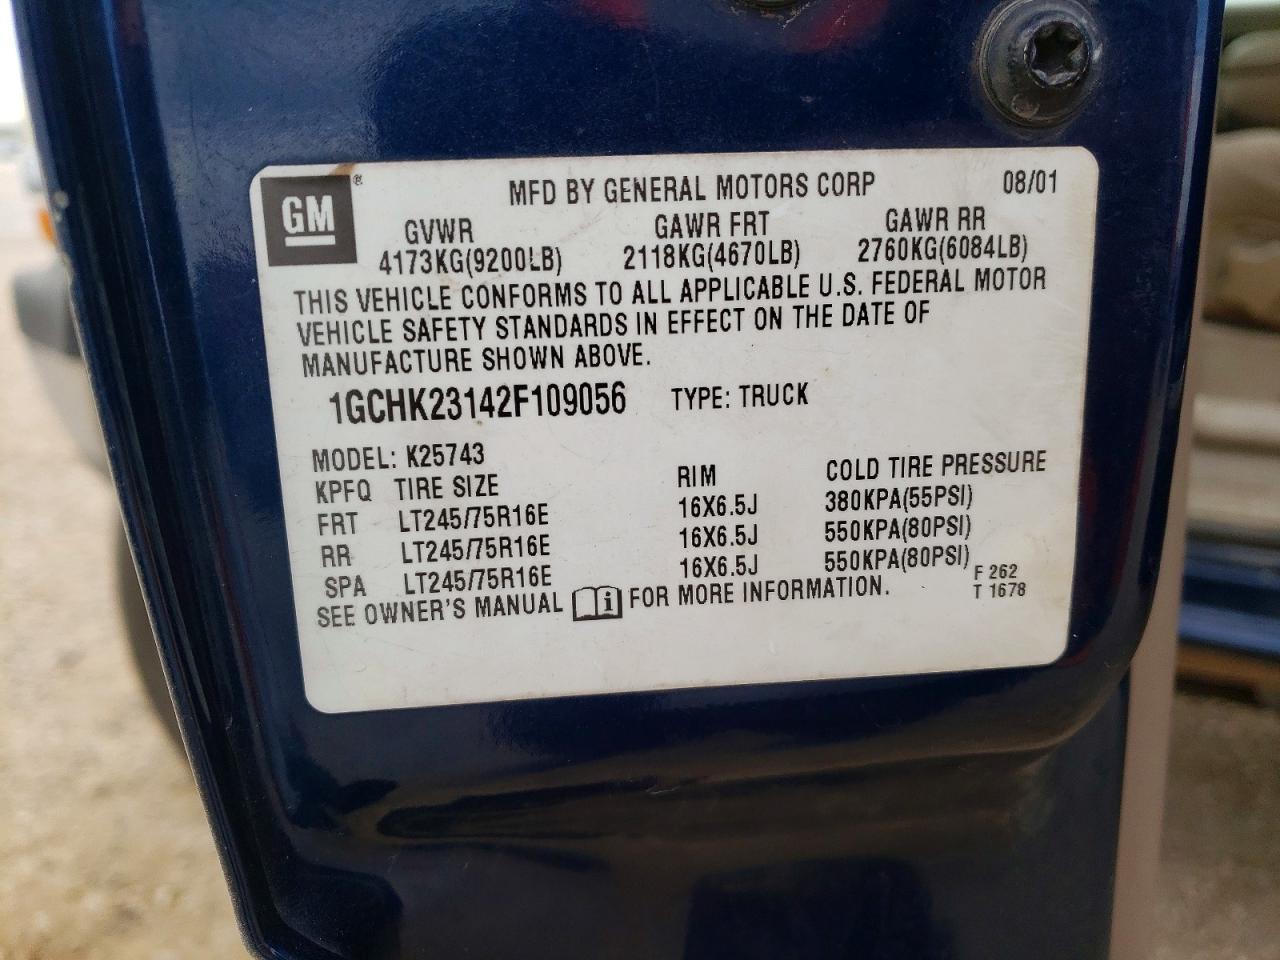 GM ®
MFD BY GENERAL MOTORS CORP 08/01
GVWR GAWR FRT GAWR RR
4173KG(9200LB) 2118KG(4670LB) 2760KG(6084LB)
THIS VEHICLE CONFORMS TO ALL APPLICABLE U.S. FEDERAL MOTOR
VEHICLE SAFETY STANDARDS IN EFFECT ON THE DATE OF
MANUFACTURE SHOWN ABOVE.
1GCHK23142F109056 TYPE: TRUCK
MODEL: K25743
KPFQ TIRE SIZE RIM COLD TIRE PRESSURE
FRT LT245/75R16E 16X6.5J 380KPA(55PSI)
RR LT245/75R16E 16X6.5J 550KPA(80PSI)
SPA LT245/75R16E 16X6.5J 550KPA(80PSI)
SEE OWNER'S MANUAL i FOR MORE INFORMATION.
F 262
T 1678